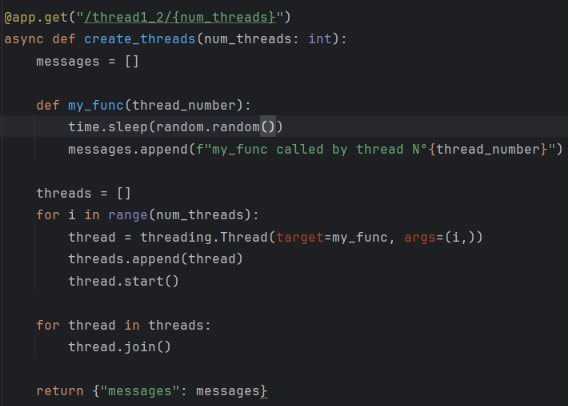 @app.get("/thread1_2/{num_threads}")
async def create_threads(num_threads: int):
    messages = []
    def my_func(thread_number):
        time.sleep(random.random())
        messages.append(f"my_func called by thread N°{thread_number}")
    threads = []
    for i in range(num_threads):
        thread = threading.Thread(target=my_func, args=(i,))
        threads.append(thread)
        thread.start()
    for thread in threads:
        thread.join()
    return {"messages": messages}